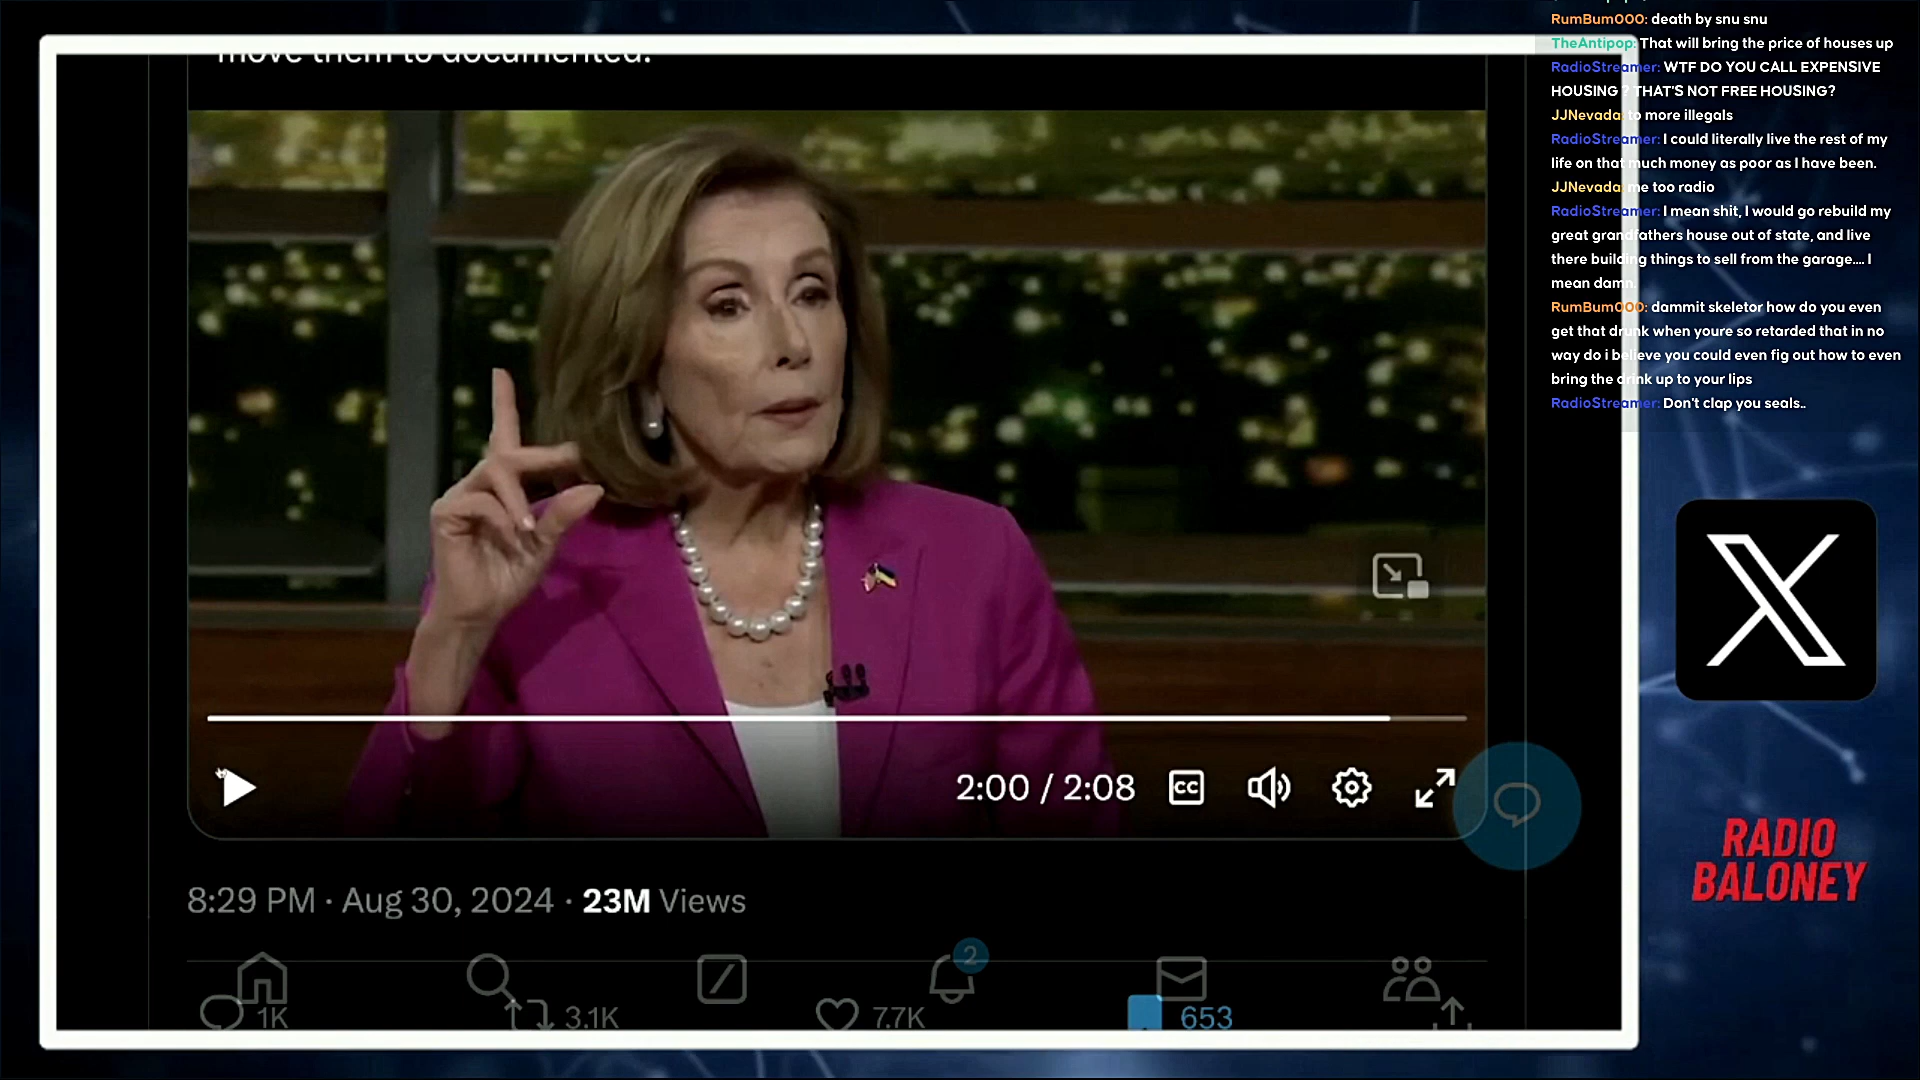 move them to documented.
2:00 / 2:08
CC
8:29 PM · Aug 30, 2024 · 23M Views
2
1K
3.1K
7.7K
653
RumBum000: death by snu snu
TheAntipop: That will bring the price of houses up
RadioStreamer: WTF DO YOU CALL EXPENSIVE
HOUSING ? THAT'S NOT FREE HOUSING?
JJNevada: to more illegals
RadioStreamer: I could literally live the rest of my
life on that much money as poor as I have been.
JJNevada: me too radio
RadioStreamer: I mean shit, I would go rebuild my
great grandfathers house out of state, and live
there building things to sell from the garage.... I
mean damn.
RumBum000: dammit skeletor how do you even
get that drunk when youre so retarded that in no
way do i believe you could even fig out how to even
bring the drink up to your lips
RadioStreamer: Don't clap you seals..
X
RADIO
BALONEY